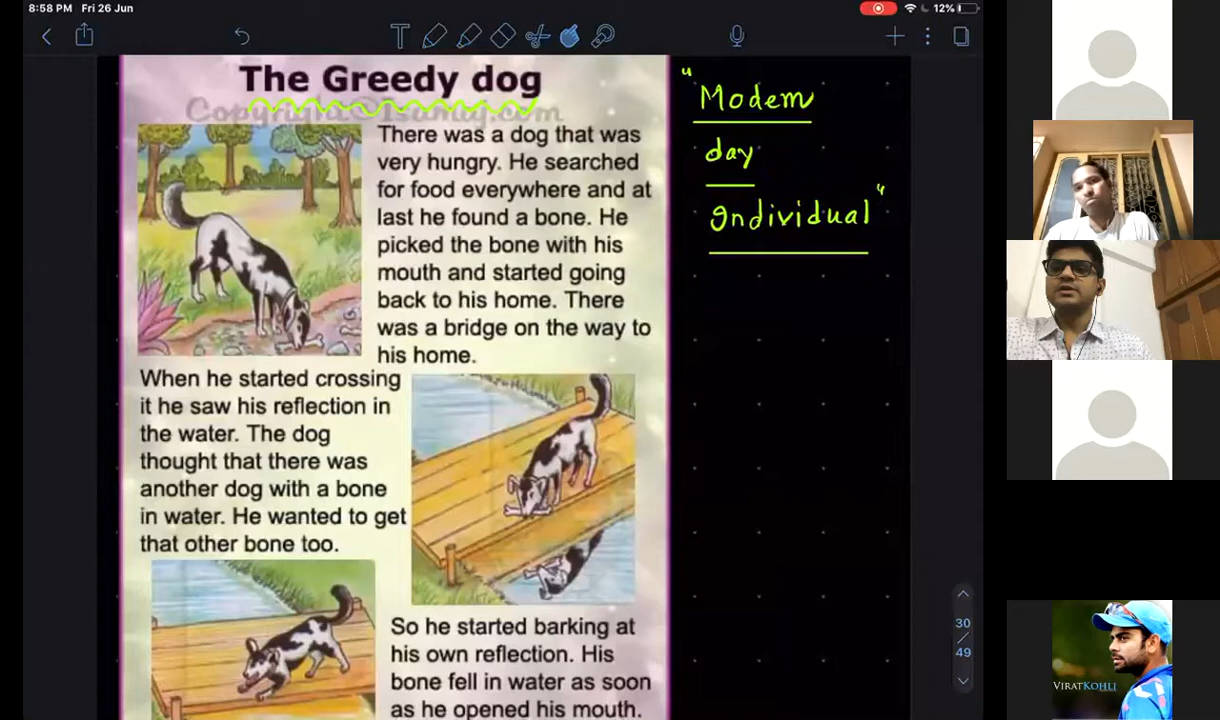 8:58 PM Fri 26 Jun
12%
The Greedy dog
There was a dog that was
very hungry. He searched
for food everywhere and at
last he found a bone. He
picked the bone with his
mouth and started going
back to his home. There
was a bridge on the way to
his home.
When he started crossing
it he saw his reflection in
the water. The dog
thought that there was
another dog with a bone
in water. He wanted to get
that other bone too.
So he started barking at
his own reflection. His
bone fell in water as soon
as he opened his mouth.
"Modern
day
Individual"
30
/
49
VIRATKOHLI